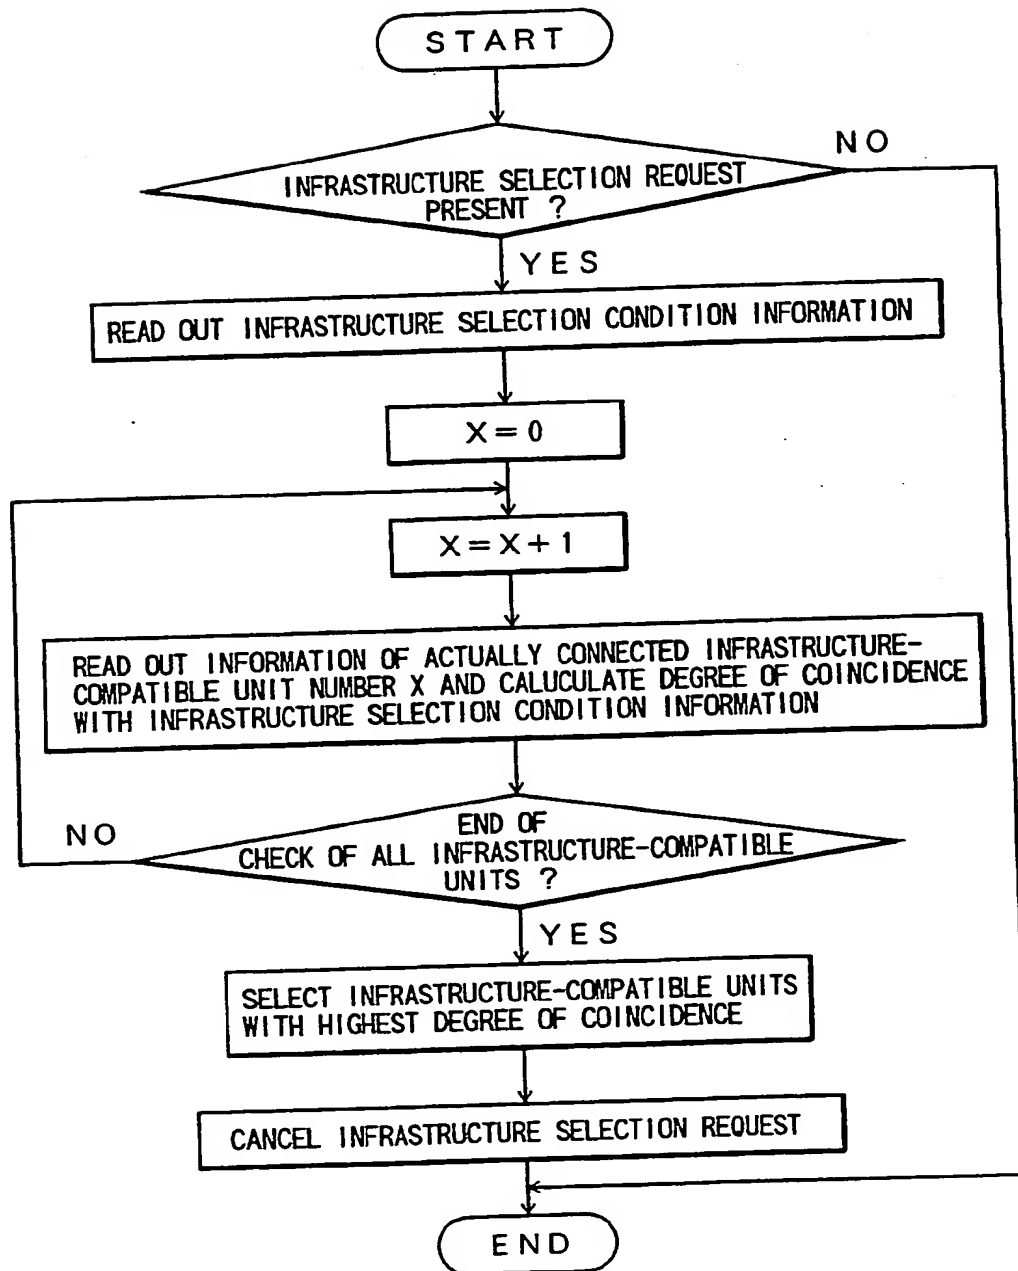 START
NO
INFRASTRUCTURE SELECTION REQUEST
PRESENT ?
YES
READ OUT INFRASTRUCTURE SELECTION CONDITION INFORMATION
X = 0
X = X + 1
READ OUT INFORMATION OF ACTUALLY CONNECTED INFRASTRUCTURE-
COMPATIBLE UNIT NUMBER X AND CALUCULATE DEGREE OF COINCIDENCE
WITH INFRASTRUCTURE SELECTION CONDITION INFORMATION
NO
END OF
CHECK OF ALL INFRASTRUCTURE-COMPATIBLE
UNITS ?
YES
SELECT INFRASTRUCTURE-COMPATIBLE UNITS
WITH HIGHEST DEGREE OF COINCIDENCE
CANCEL INFRASTRUCTURE SELECTION REQUEST
END